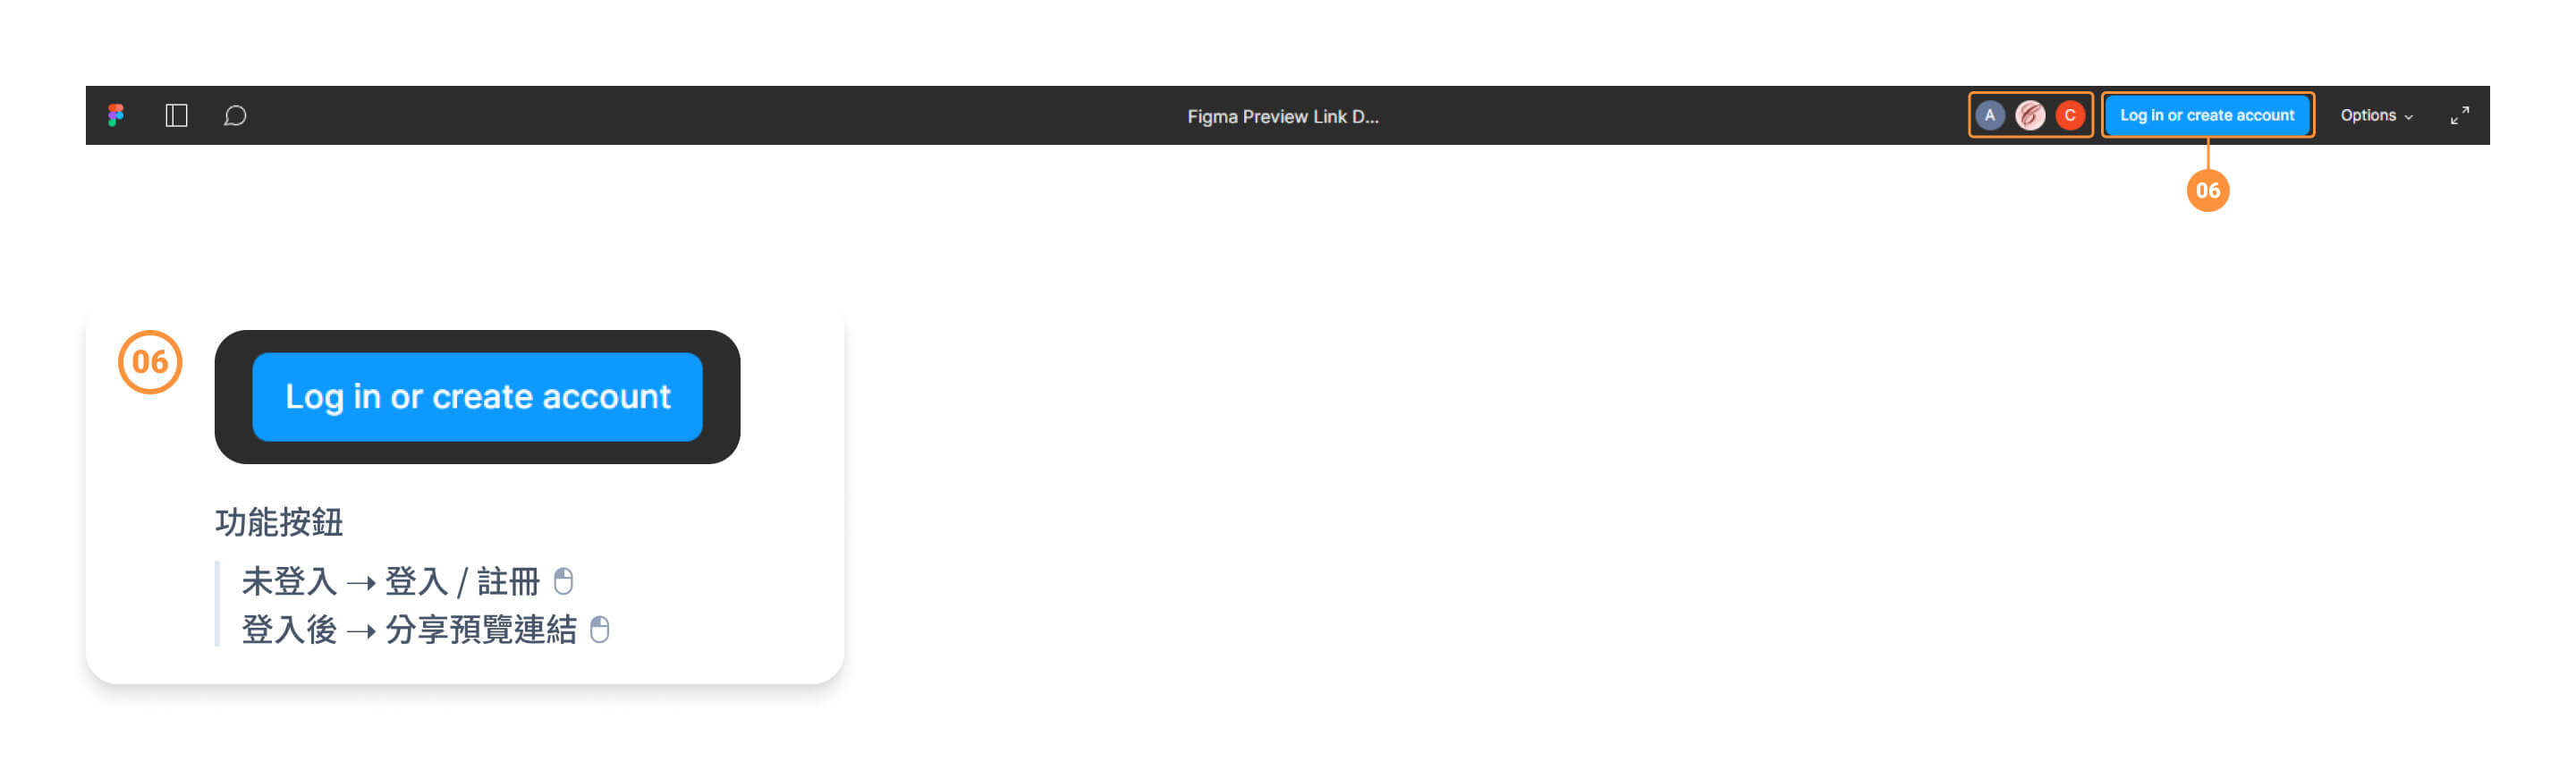 Figma Preview Link D...
A
C
Log in or create account
Options
06
06
Log in or create account
功能按鈕
未登入 → 登入 / 註冊
登入後 → 分享預覽連結